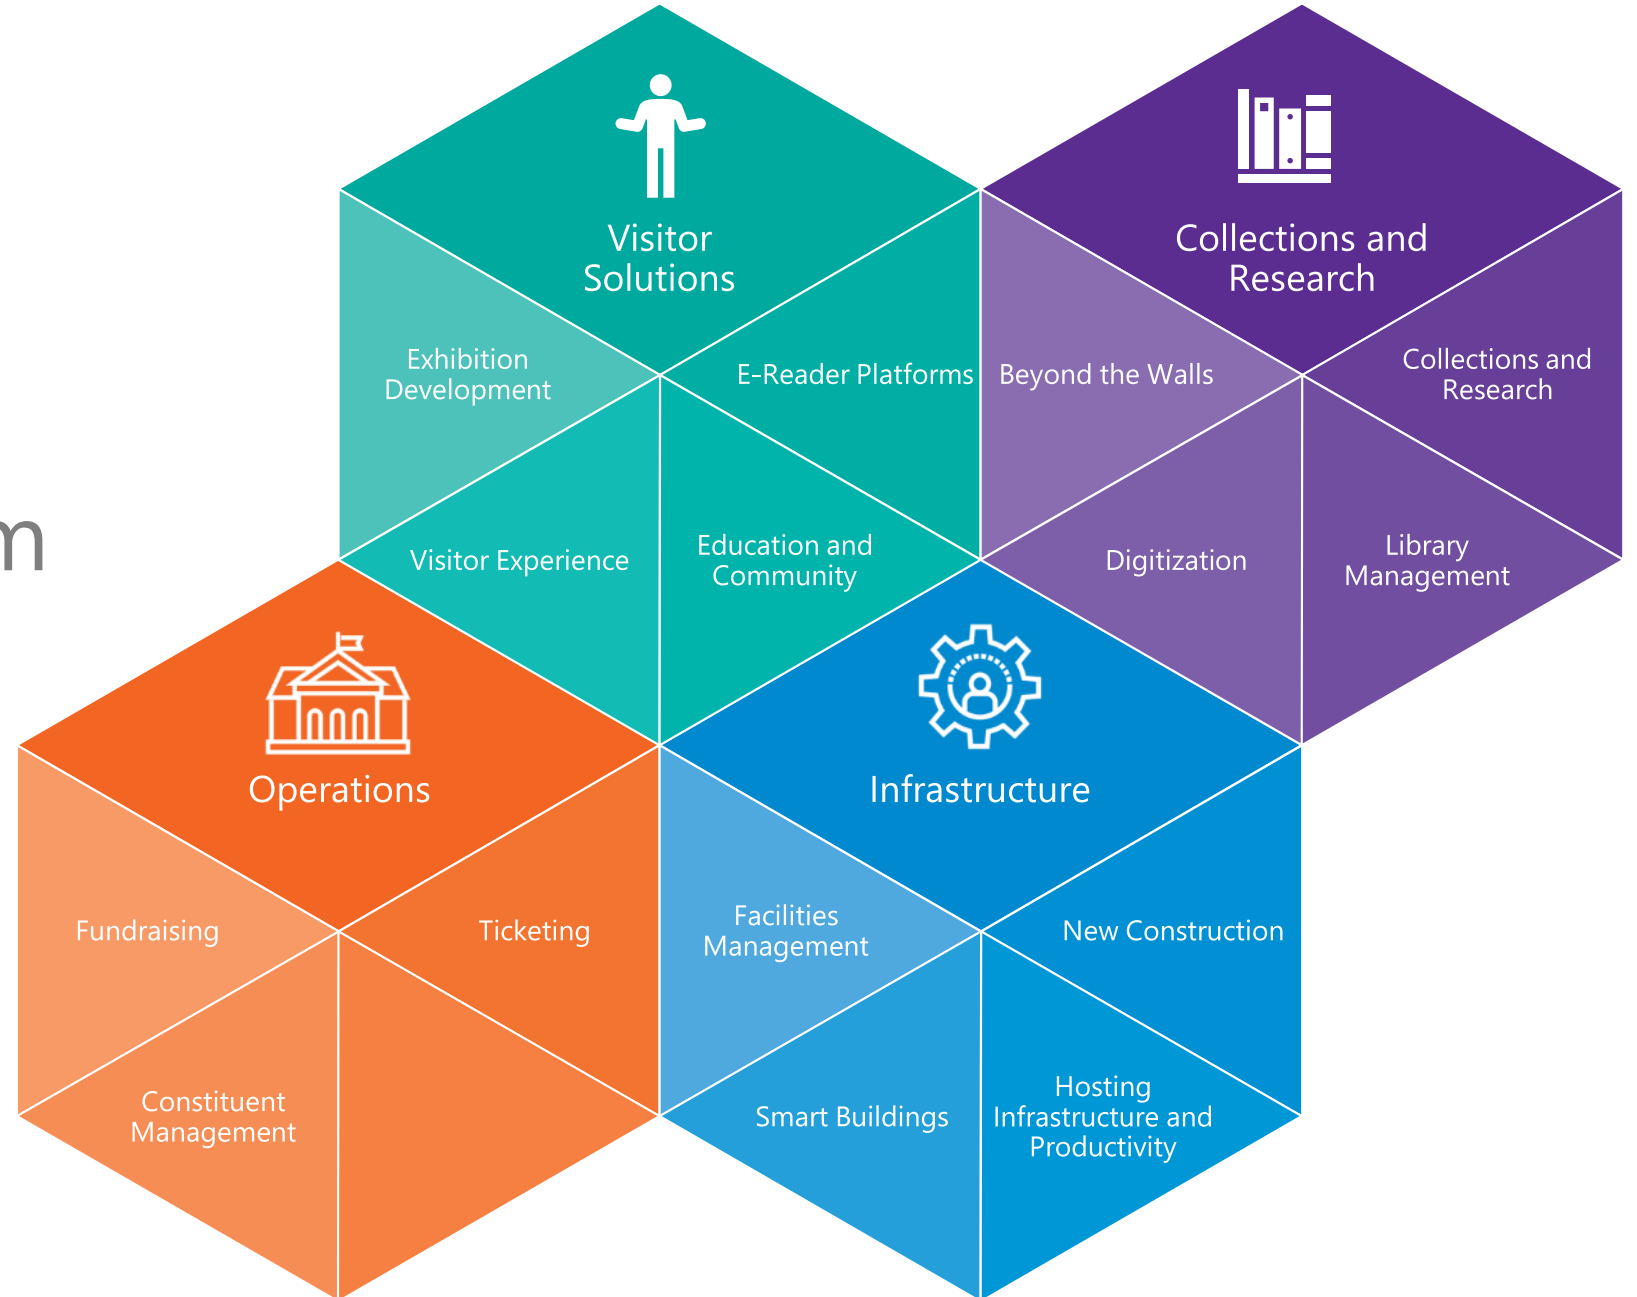 Visitor
Solutions
Exhibition
Development
E-Reader Platforms
Visitor Experience
Education and
Community
Collections and
Research
Beyond the Walls
Collections and
Research
Digitization
Library
Management
m
Operations
Fundraising
Ticketing
Constituent
Management
Infrastructure
Facilities
Management
New Construction
Smart Buildings
Hosting
Infrastructure and
Productivity